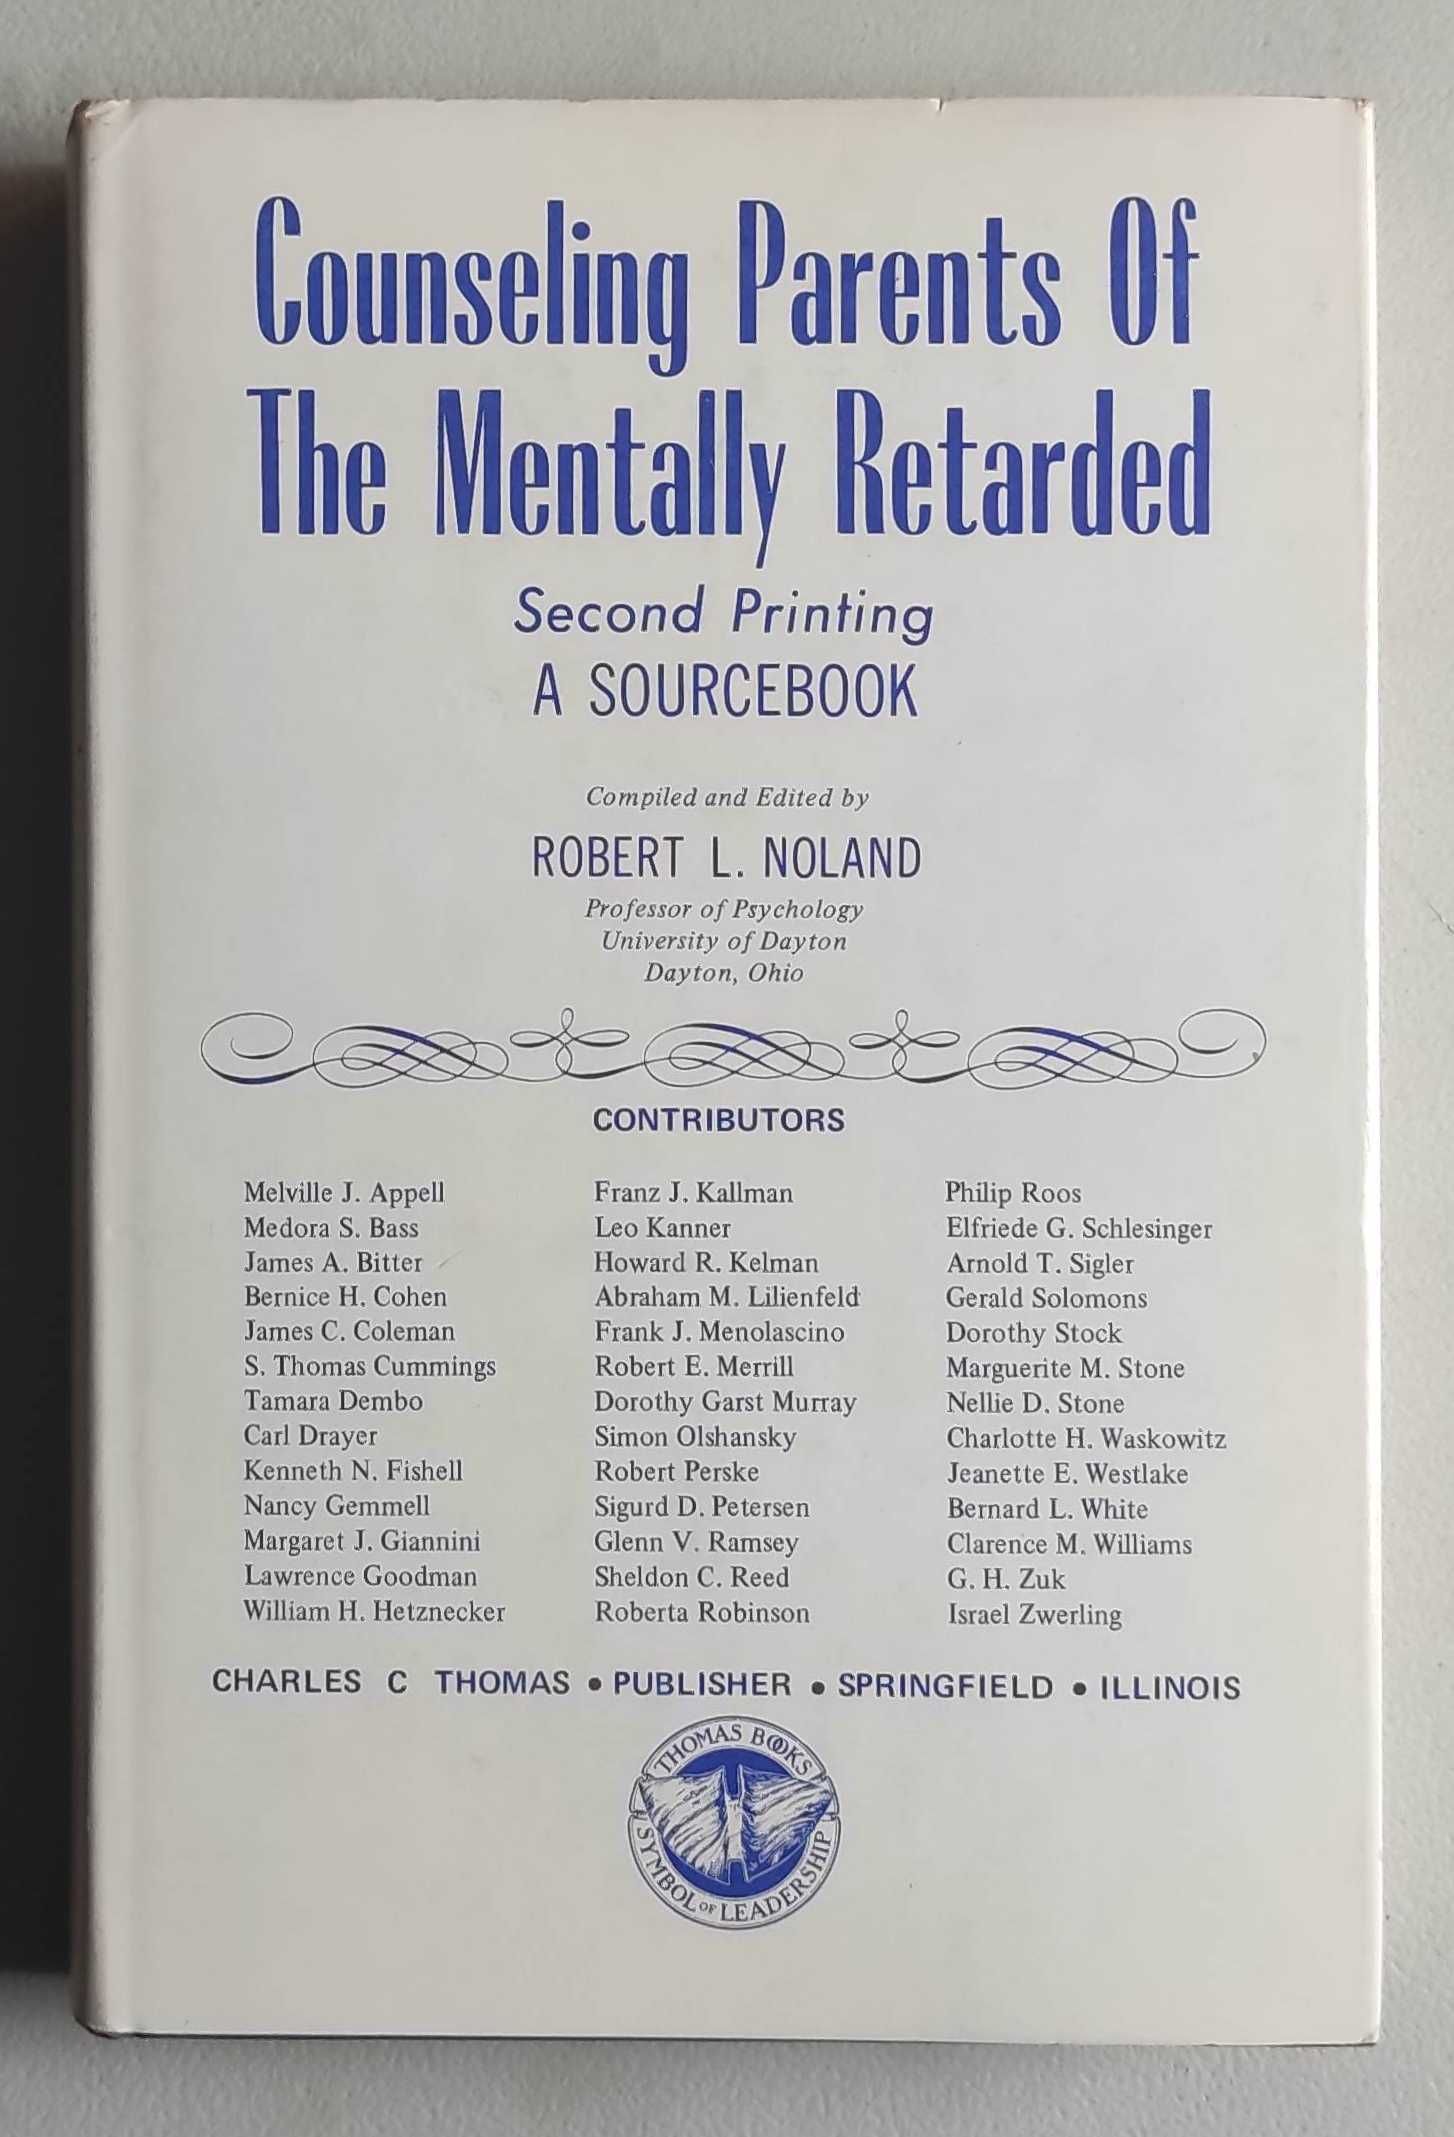 Counseling Parents Of
The Mentally Retarded
Second Printing
A SOURCEBOOK
Compiled and Edited by
ROBERT L. NOLAND
Professor of Psychology
University of Dayton
Dayton, Ohio
CONTRIBUTORS
Melville J. Appell
Medora S. Bass
James A. Bitter
Bernice H. Cohen
James C. Coleman
S. Thomas Cummings
Tamara Dembo
Carl Drayer
Kenneth N. Fishell
Nancy Gemmell
Margaret J. Giannini
Lawrence Goodman
William H. Hetznecker
Franz J. Kallman
Leo Kanner
Howard R. Kelman
Abraham M. Lilienfeld
Frank J. Menolascino
Robert E. Merrill
Dorothy Garst Murray
Simon Olshansky
Robert Perske
Sigurd D. Petersen
Glenn V. Ramsey
Sheldon C. Reed
Roberta Robinson
Philip Roos
Elfriede G. Schlesinger
Arnold T. Sigler
Gerald Solomons
Dorothy Stock
Marguerite M. Stone
Nellie D. Stone
Charlotte H. Waskowitz
Jeanette E. Westlake
Bernard L. White
Clarence M. Williams
G. H. Zuk
Israel Zwerling
CHARLES C THOMAS • PUBLISHER • SPRINGFIELD • ILLINOIS
THOMAS BOOKS
SYMBOL OF LEADERSHIP